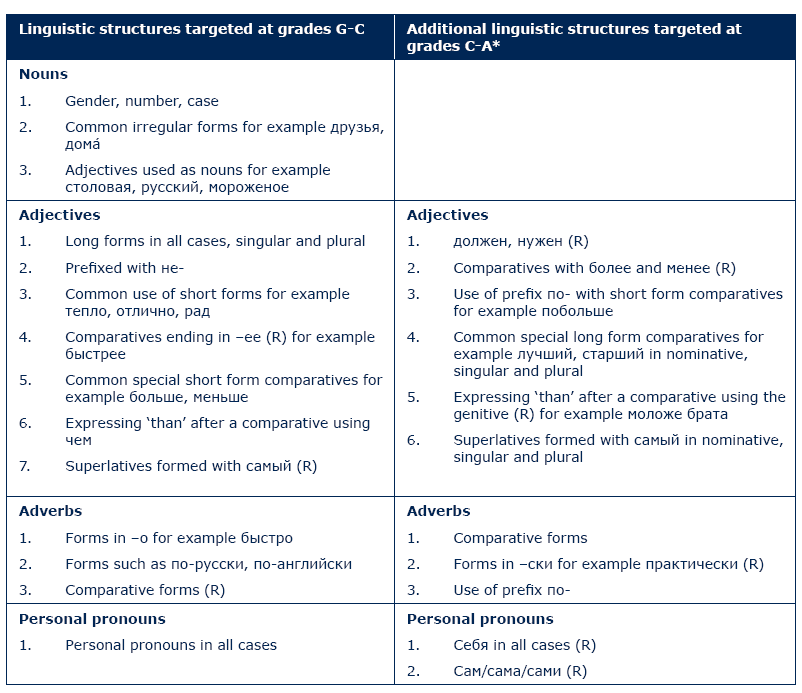 Linguistic structures targeted at grades G-C
Additional linguistic structures targeted at
grades C-A*
Nouns
1. Gender, number, case
2. Common irregular forms for example друзья,
домá
3. Adjectives used as nouns for example
столовая, русский, мороженое
Adjectives
1. Long forms in all cases, singular and plural
2. Prefixed with не-
3. Common use of short forms for example
тепло, отлично, рад
4. Comparatives ending in –ее (R) for example
быстрее
5. Common special short form comparatives for
example больше, меньше
6. Expressing ‘than’ after a comparative using
чем
7. Superlatives formed with самый (R)
Adjectives
1. должен, нужен (R)
2. Comparatives with более and менее (R)
3. Use of prefix по- with short form comparatives
for example побольше
4. Common special long form comparatives for
example лучший, старший in nominative,
singular and plural
5. Expressing ‘than’ after a comparative using the
genitive (R) for example моложе брата
6. Superlatives formed with самый in nominative,
singular and plural
Adverbs
1. Forms in –о for example быстро
2. Forms such as по-русски, по-английски
3. Comparative forms (R)
Adverbs
1. Comparative forms
2. Forms in –ски for example практически (R)
3. Use of prefix по-
Personal pronouns
1. Personal pronouns in all cases
Personal pronouns
1. Себя in all cases (R)
2. Сам/сама/сами (R)